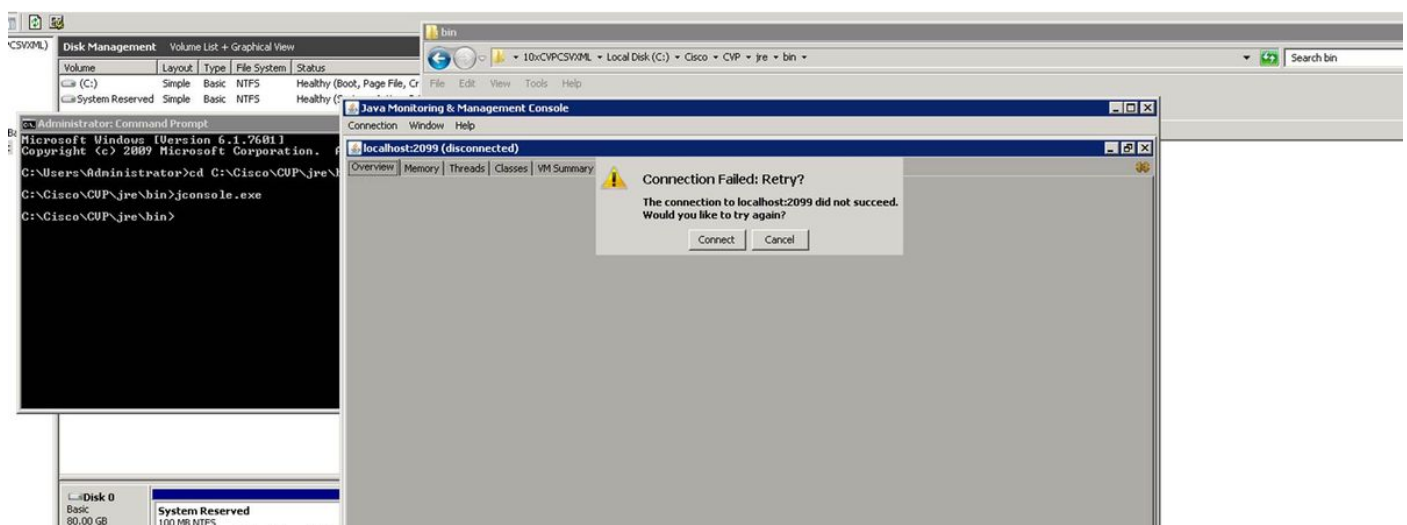 CSVXML)
Disk Management Volume List + Graphical View
Volume Layout Type File System Status
(C:) Simple Basic NTFS Healthy (Boot, Page File, Cr
System Reserved Simple Basic NTFS Healthy (S
bin
10xCVPCSVXML Local Disk (C:) Cisco CVP jre bin
Search bin
File Edit View Tools Help
Administrator: Command Prompt
Microsoft Windows [Version 6.1.7601]
Copyright (c) 2009 Microsoft Corporation.
C:\Users\Administrator>cd C:\Cisco\CVP\jre\b
C:\Cisco\CVP\jre\bin>jconsole.exe
C:\Cisco\CVP\jre\bin>
Java Monitoring & Management Console
Connection Window Help
localhost:2099 (disconnected)
Overview Memory Threads Classes VM Summary
Connection Failed: Retry?
The connection to localhost:2099 did not succeed.
Would you like to try again?
Connect Cancel
Disk 0
Basic
80.00 GB
System Reserved
100 MB NTFS